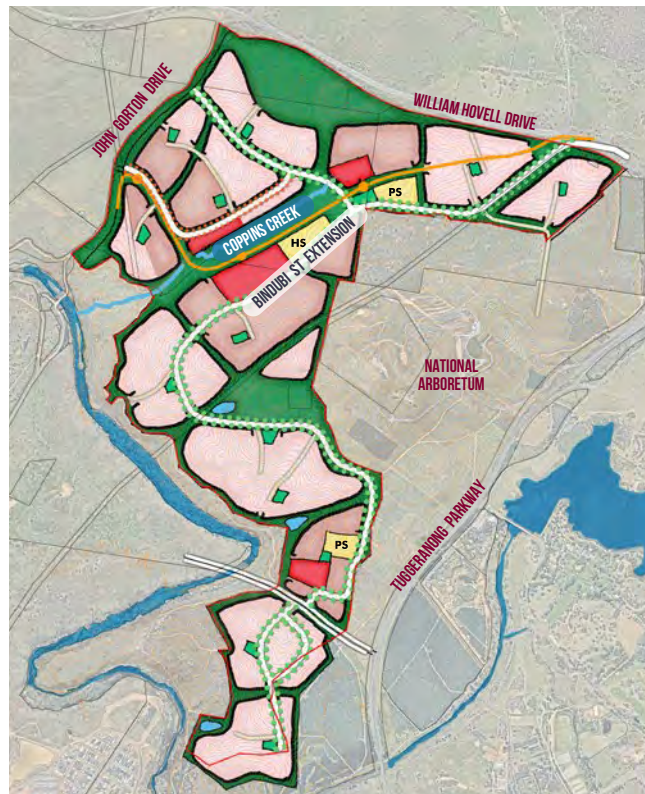 JOHN GORTON DRIVE
WILLIAM HOVELL DRIVE
PS
COPPINS CREEK
HS
BINDUBI ST EXTENSION
NATIONAL
ARBORETUM
TUGGERANONG PARKWAY
PS